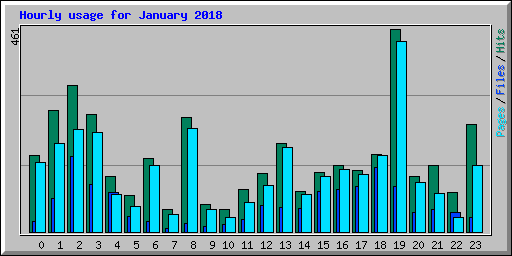 Hourly usage for January 2018
461
Pages / Files / Hits
0 1 2 3 4 5 6 7 8 9 10 11 12 13 14 15 16 17 18 19 20 21 22 23